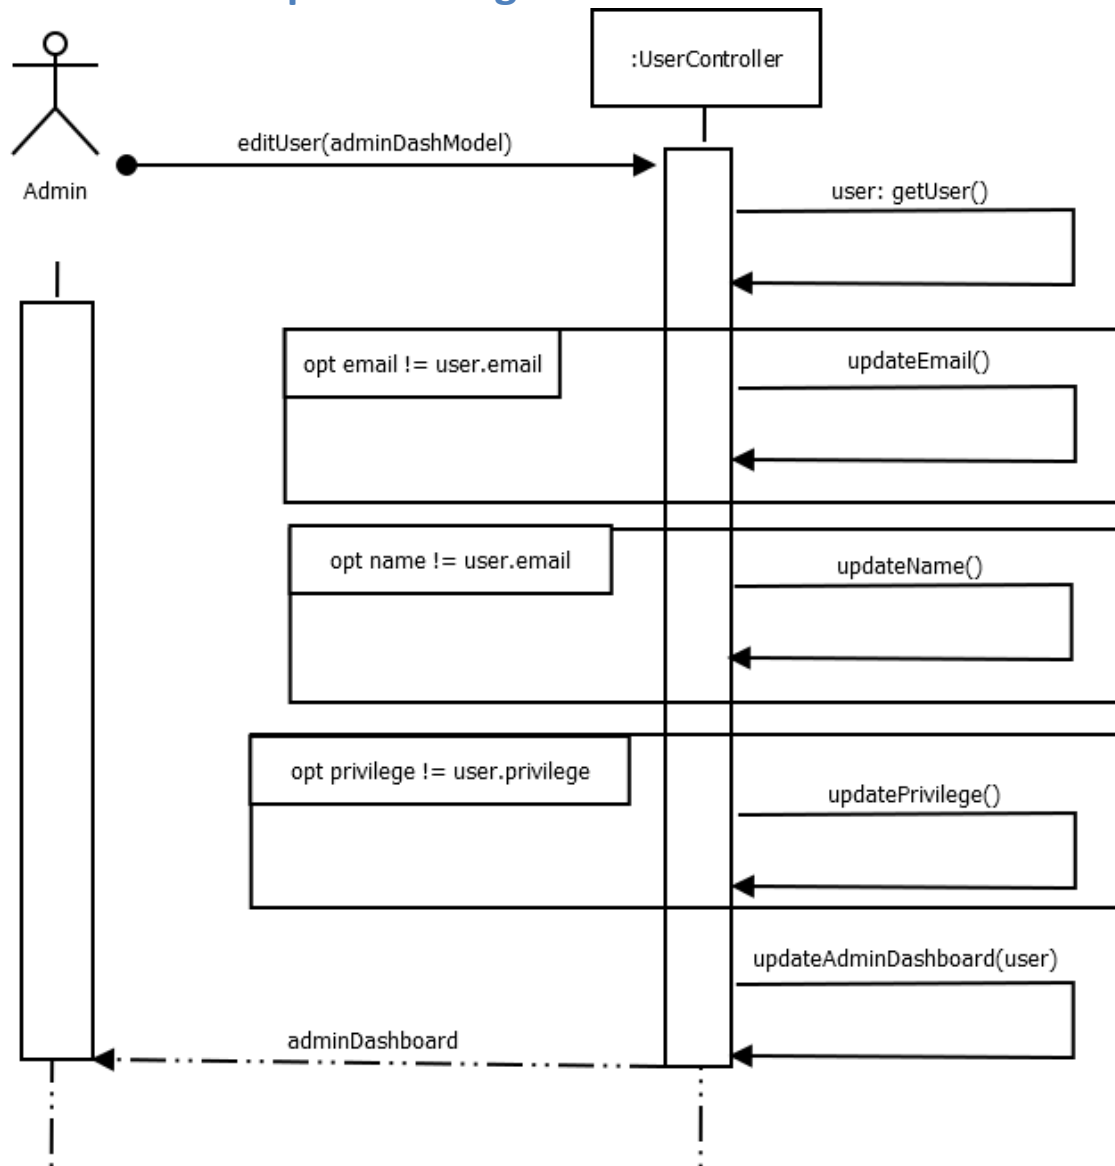 :UserController
editUser(adminDashModel)
Admin
user: getUser()
opt email != user.email
updateEmail()
opt name != user.email
updateName()
opt privilege != user.privilege
updatePrivilege()
updateAdminDashboard(user)
adminDashboard